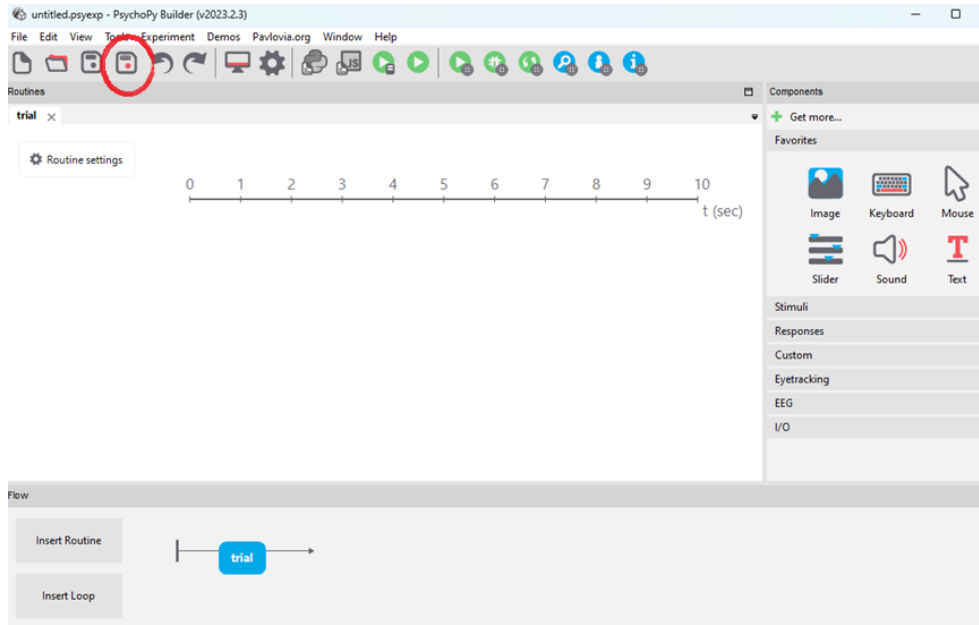 untitled.psyexp - PsychoPy Builder (v2023.2.3)
File Edit View Tools Experiment Demos Pavlovia.org Window Help
JS
Routines
trial
Routine settings
0 1 2 3 4 5 6 7 8 9 10
t (sec)
Components
Get more...
Favorites
Image Keyboard Mouse
Slider Sound Text
Stimuli
Responses
Custom
Eyetracking
EEG
I/O
Flow
Insert Routine
trial
Insert Loop